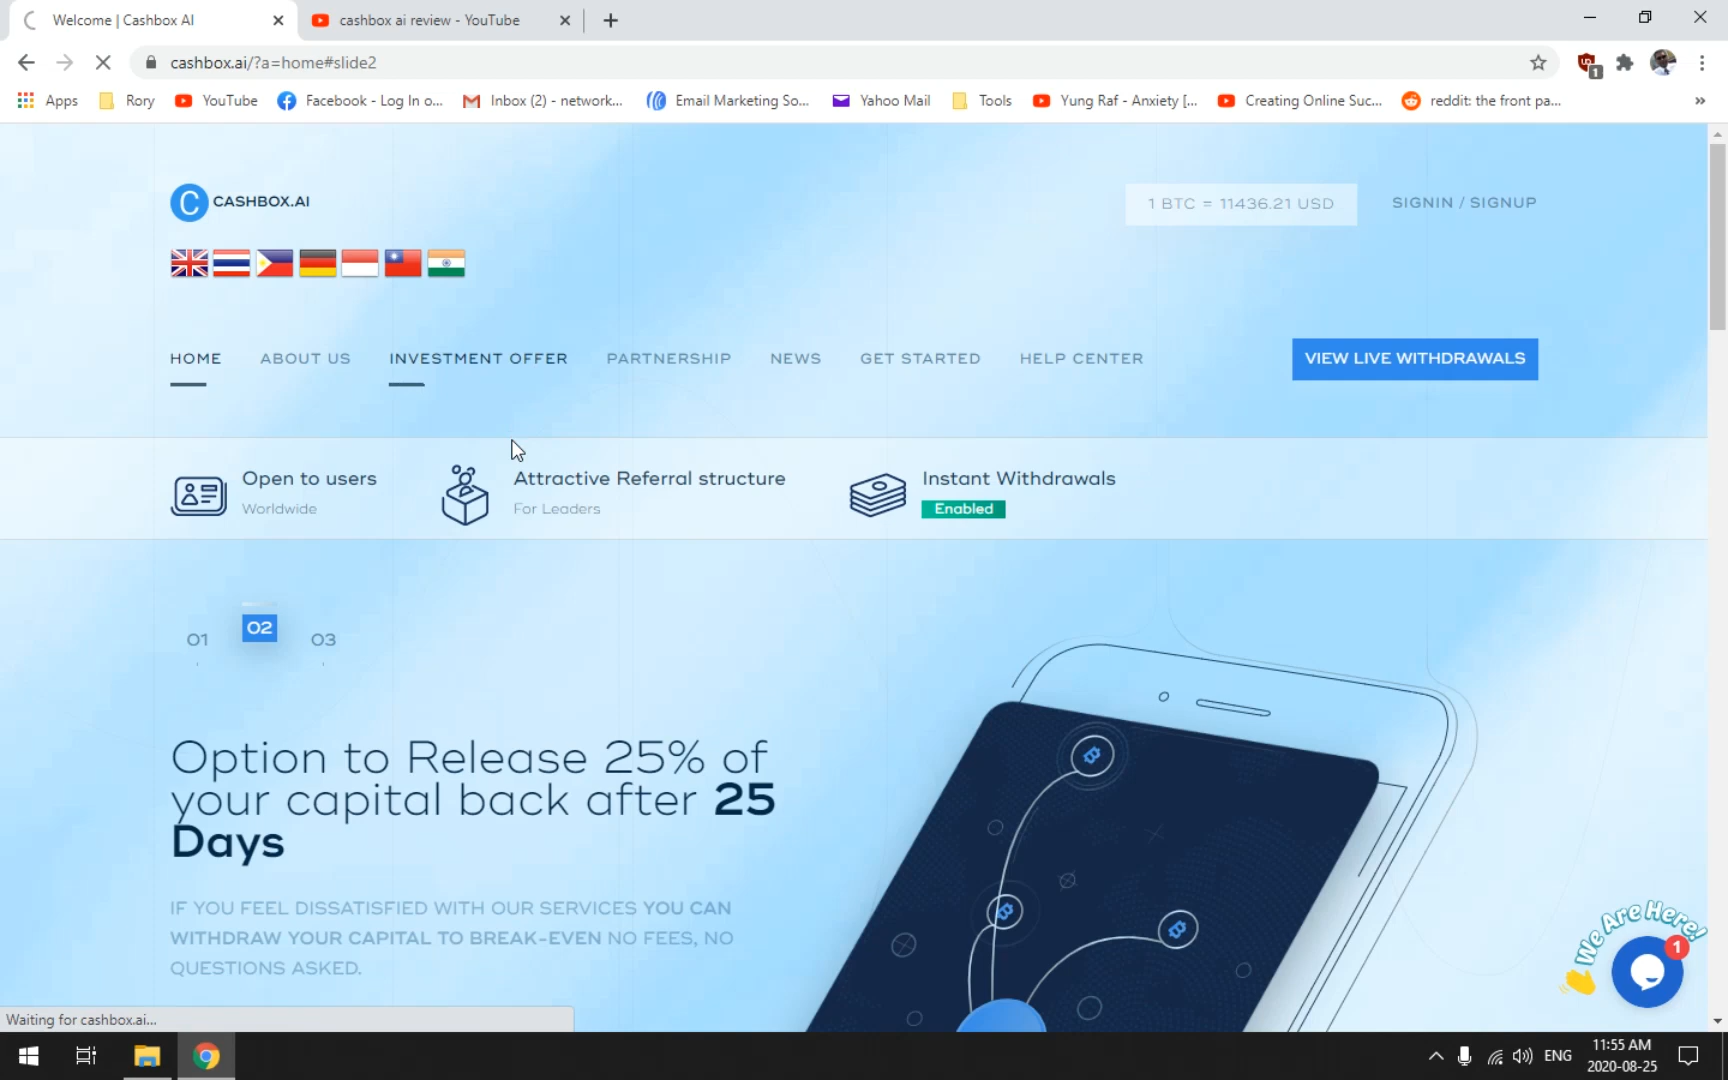 Welcome | Cashbox AI
cashbox ai review - YouTube
cashbox.ai/?a=home#slide2
1
Apps
Rory
YouTube
Facebook - Log In o...
Inbox (2) - network...
Email Marketing So...
Yahoo Mail
Tools
Yung Raf - Anxiety [...
Creating Online Suc...
reddit: the front pa...
C CASHBOX.AI
1 BTC = 11436.21 USD
SIGNIN / SIGNUP
HOME
ABOUT US
INVESTMENT OFFER
PARTNERSHIP
NEWS
GET STARTED
HELP CENTER
VIEW LIVE WITHDRAWALS
Open to users
Worldwide
Attractive Referral structure
For Leaders
Instant Withdrawals
Enabled
01
02
03
Option to Release 25% of
your capital back after 25
Days
IF YOU FEEL DISSATISFIED WITH OUR SERVICES YOU CAN
WITHDRAW YOUR CAPITAL TO BREAK-EVEN NO FEES, NO
QUESTIONS ASKED.
We Are Here!
1
Waiting for cashbox.ai...
ENG
11:55 AM
2020-08-25